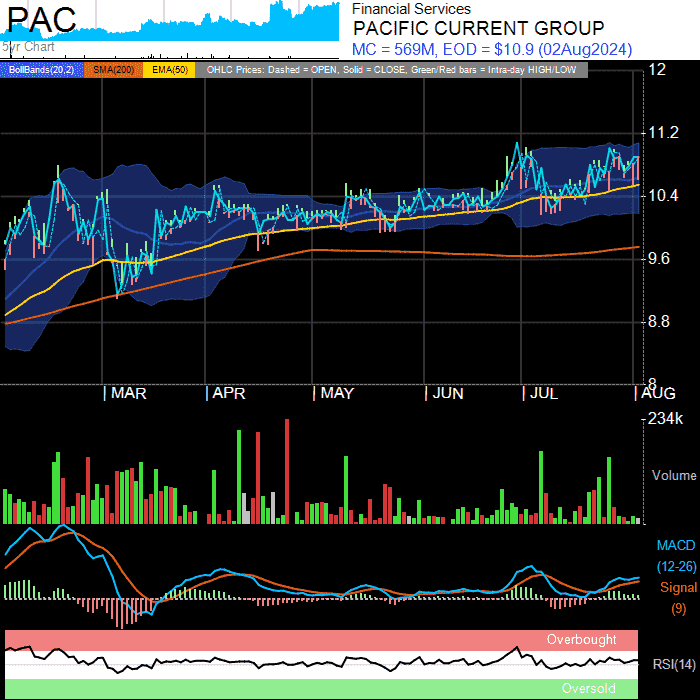 PAC
5yr Chart
Financial Services
PACIFIC CURRENT GROUP
MC = 569M, EOD = $10.9 (02Aug2024)
BollBands(20,2) SMA(200) EMA(50) OHLC Prices: Dashed = OPEN, Solid = CLOSE, Green/Red bars = Intra-day HIGH/LOW
12
11.2
10.4
9.6
8.8
8
MAR APR MAY JUN JUL AUG
234k
Volume
MACD
(12-26)
Signal
(9)
Overbought
RSI(14)
Oversold